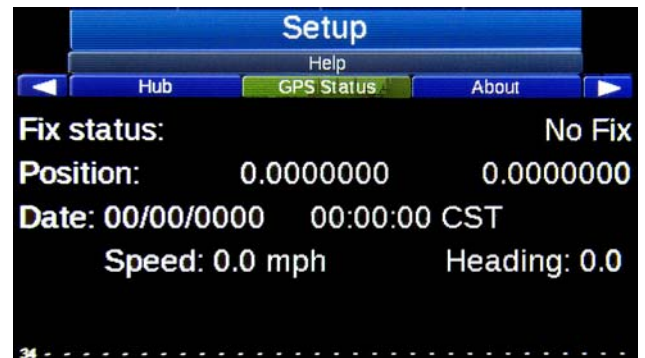 Setup
Help
Hub GPS Status About
Fix status: No Fix
Position: 0.0000000 0.0000000
Date: 00/00/0000 00:00:00 CST
Speed: 0.0 mph Heading: 0.0
34